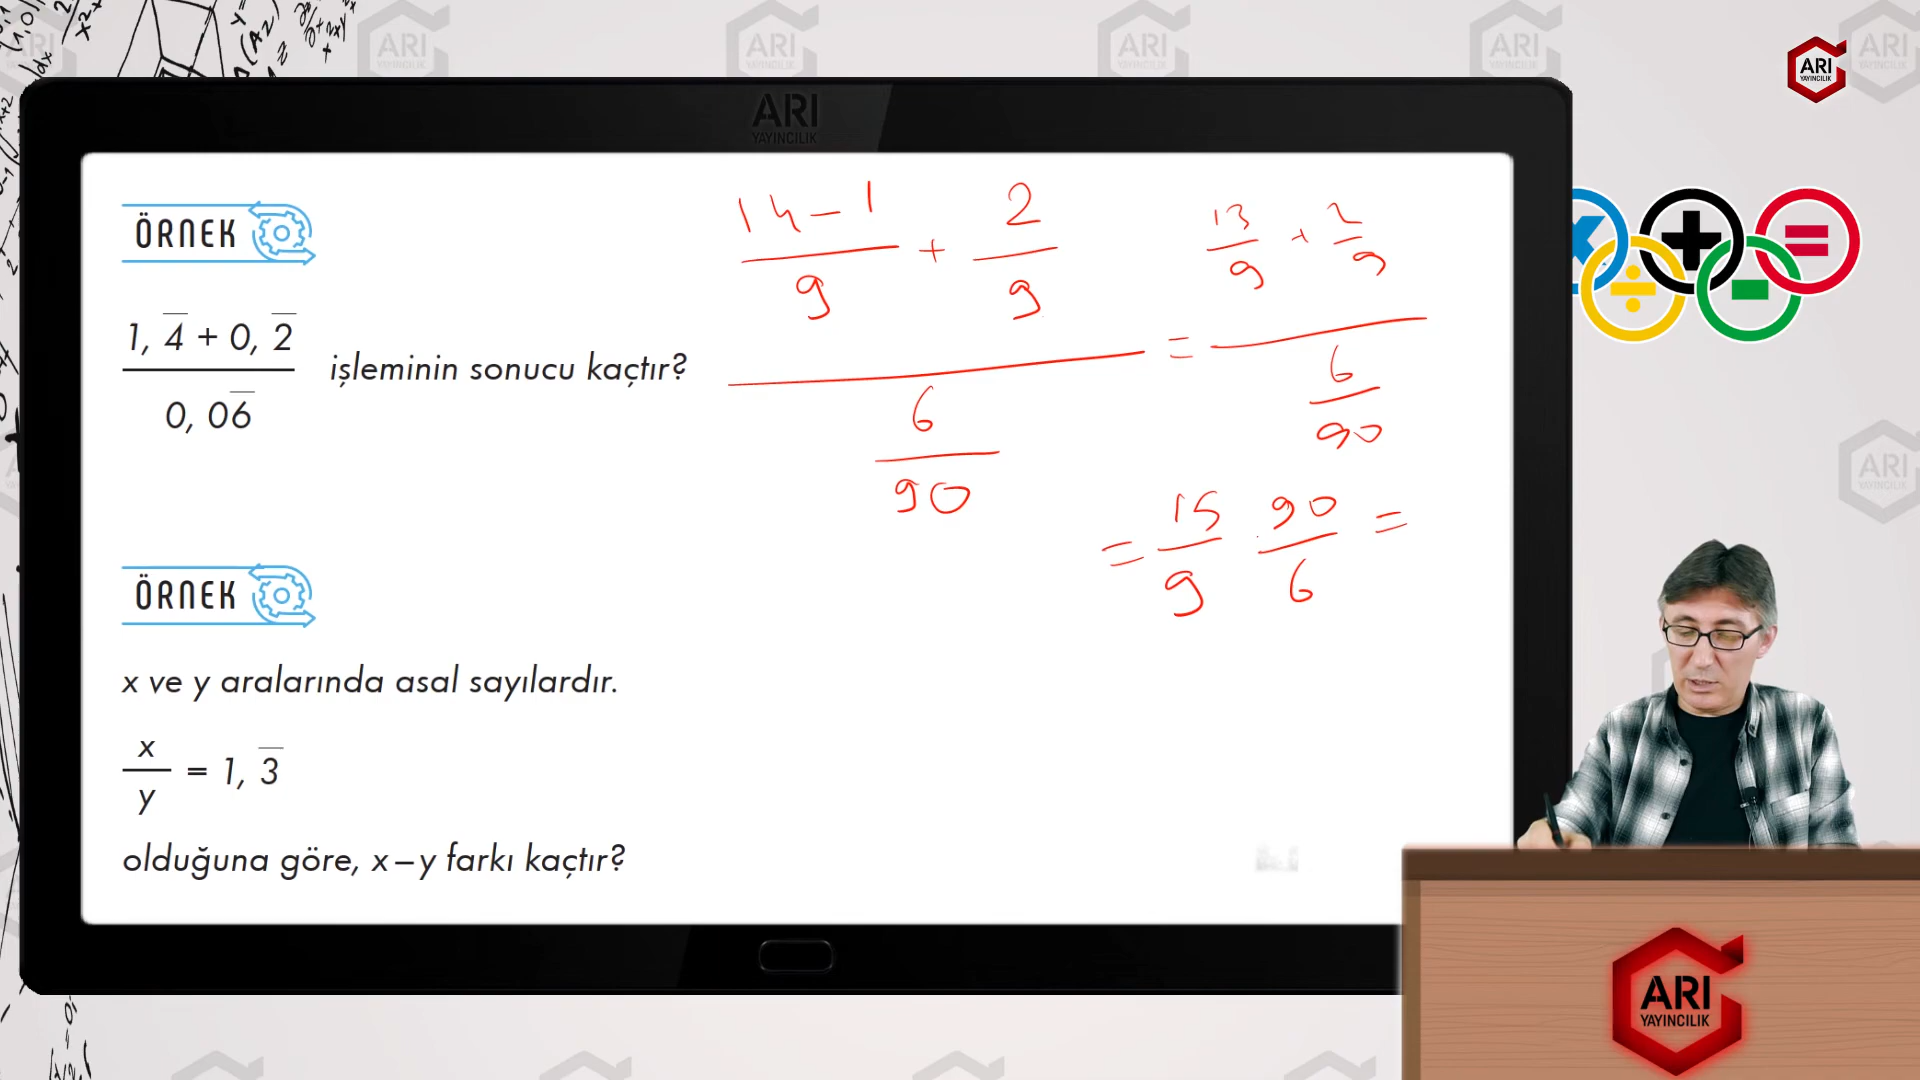 ARI
YAYINCILIK
ARI
YAYINCILIK
ÖRNEK
1, 4̅ + 0, 2̅
0, 06̅
işleminin sonucu kaçtır?
14 - 1 / 9 + 2 / 9
6 / 90
= 13 / 9 + 2 / 9
6 / 90
= 15 / 9 . 90 / 6 =
ÖRNEK
x ve y aralarında asal sayılardır.
x / y = 1, 3̅
olduğuna göre, x – y farkı kaçtır?
ARI
YAYINCILIK